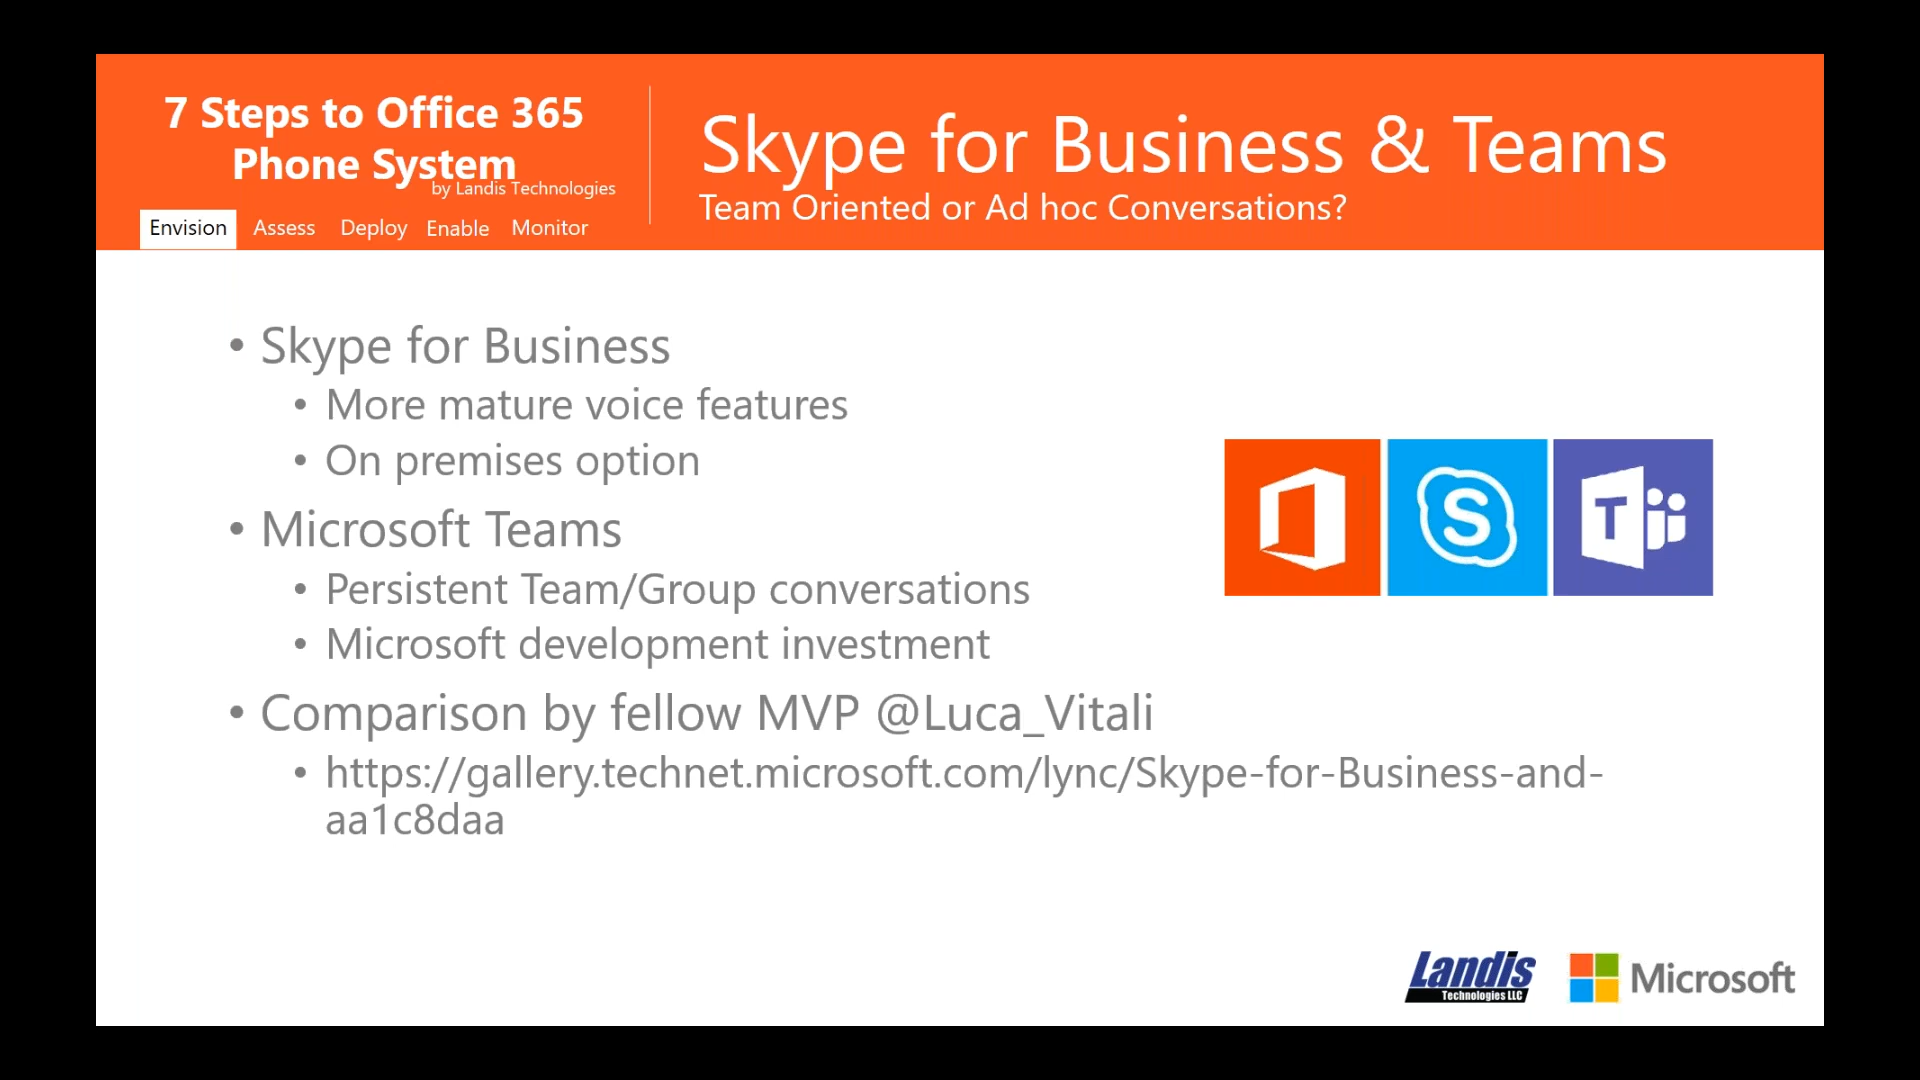 7 Steps to Office 365
Phone System
by Landis Technologies
Envision Assess Deploy Enable Monitor
Skype for Business & Teams
Team Oriented or Ad hoc Conversations?
• Skype for Business
• More mature voice features
• On premises option
• Microsoft Teams
• Persistent Team/Group conversations
• Microsoft development investment
• Comparison by fellow MVP @Luca_Vitali
• https://gallery.technet.microsoft.com/lync/Skype-for-Business-and-
aa1c8daa
S
T
Landis
Technologies LLC
Microsoft